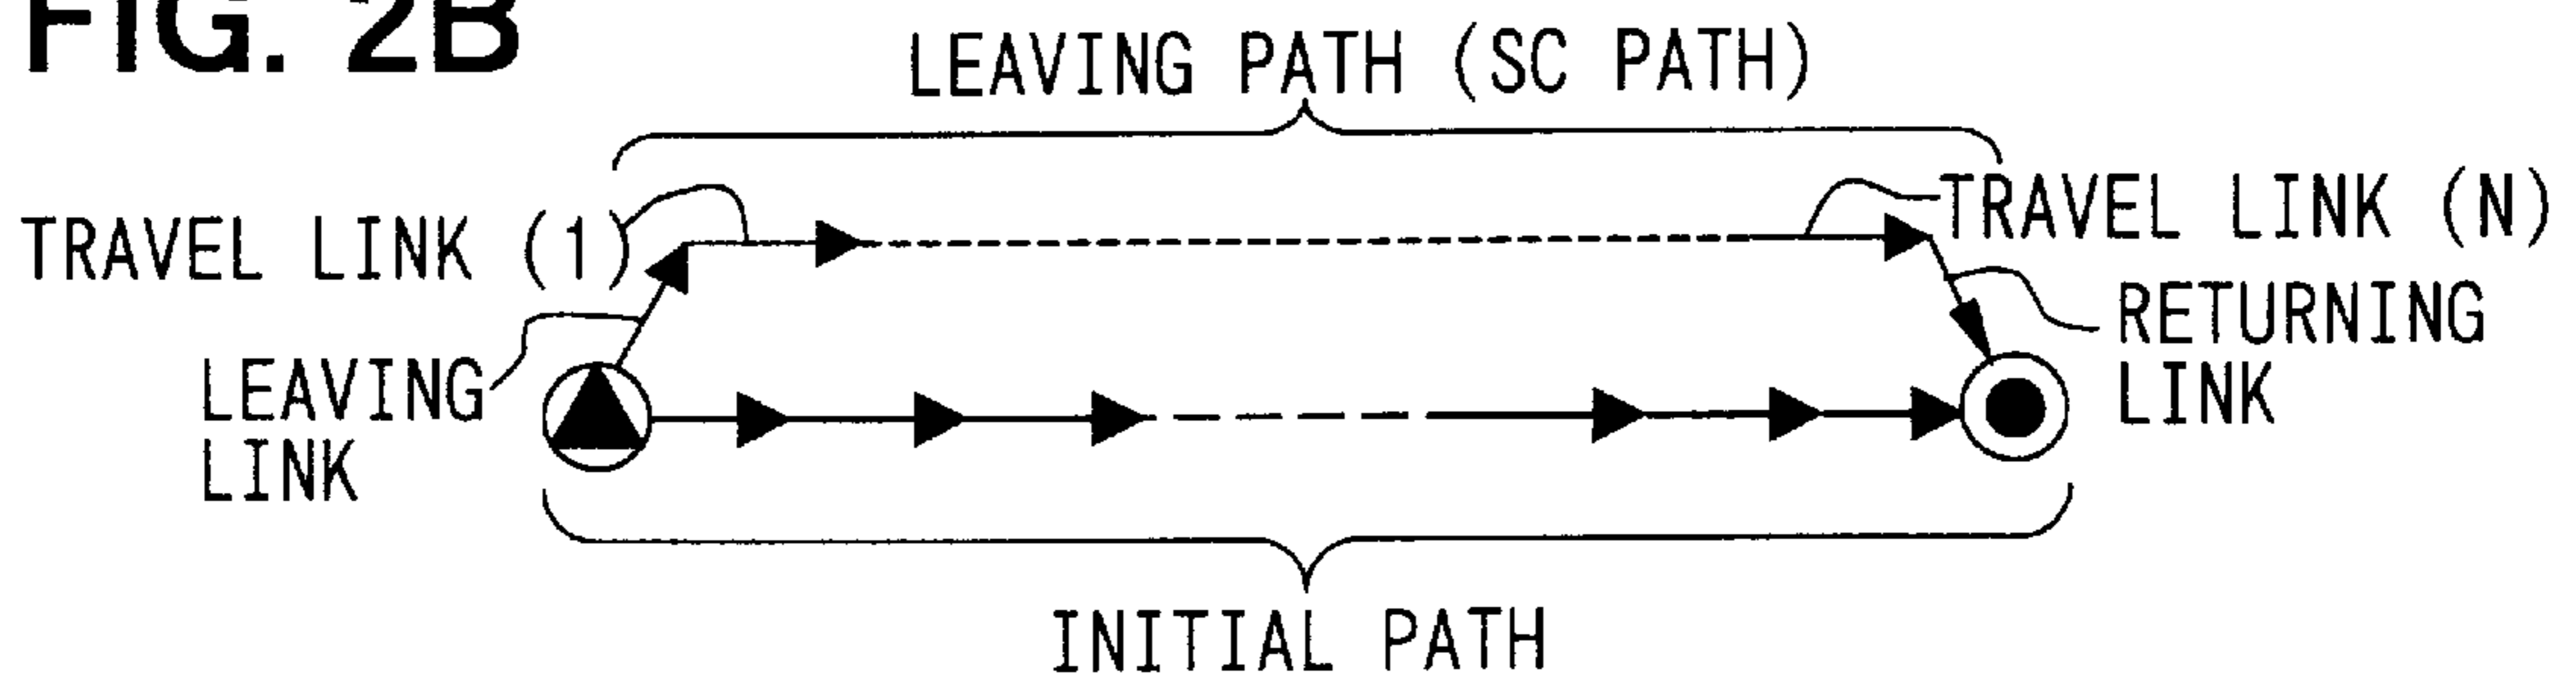 FIG. 2B
LEAVING PATH (SC PATH)
TRAVEL LINK (1)
TRAVEL LINK (N)
LEAVING
LINK
RETURNING
LINK
INITIAL PATH